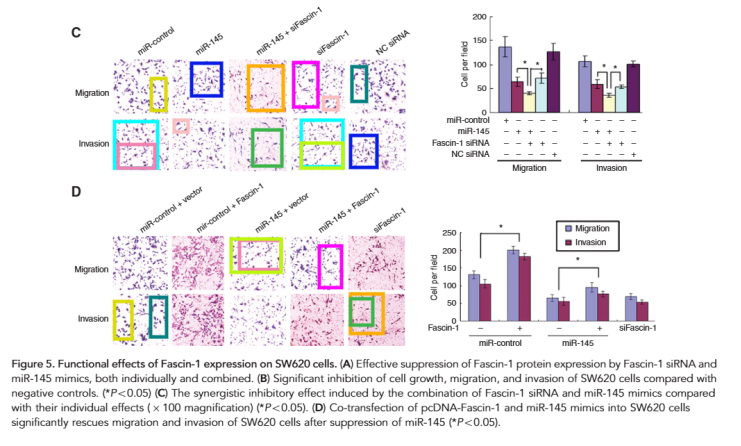 C
miR-control
miR-145
miR-145 + siFascin-1
siFascin-1
NC siRNA
Migration
Invasion
Cell per field
200
150
100
50
0
* * * *
miR-control + – – – – + – – – –
miR-145 – + + – – – + + – –
Fascin-1 siRNA – – + + – – – + + –
NC siRNA – – – – + – – – – +
Migration Invasion
D
miR-control + vector
mir-control + Fascin-1
miR-145 + vector
miR-145 + Fascin-1
siFascin-1
Migration
Invasion
Cell per field
250
200
150
100
50
0
* *
Migration
Invasion
Fascin-1 – + – + siFascin-1
miR-control miR-145
Figure 5. Functional effects of Fascin-1 expression on SW620 cells. (A) Effective suppression of Fascin-1 protein expression by Fascin-1 siRNA and
miR-145 mimics, both individually and combined. (B) Significant inhibition of cell growth, migration, and invasion of SW620 cells compared with
negative controls. (*P<0.05) (C) The synergistic inhibitory effect induced by the combination of Fascin-1 siRNA and miR-145 mimics compared
with their individual effects (×100 magnification) (*P<0.05). (D) Co-transfection of pcDNA-Fascin-1 and miR-145 mimics into SW620 cells
significantly rescues migration and invasion of SW620 cells after suppression of miR-145 (*P<0.05).